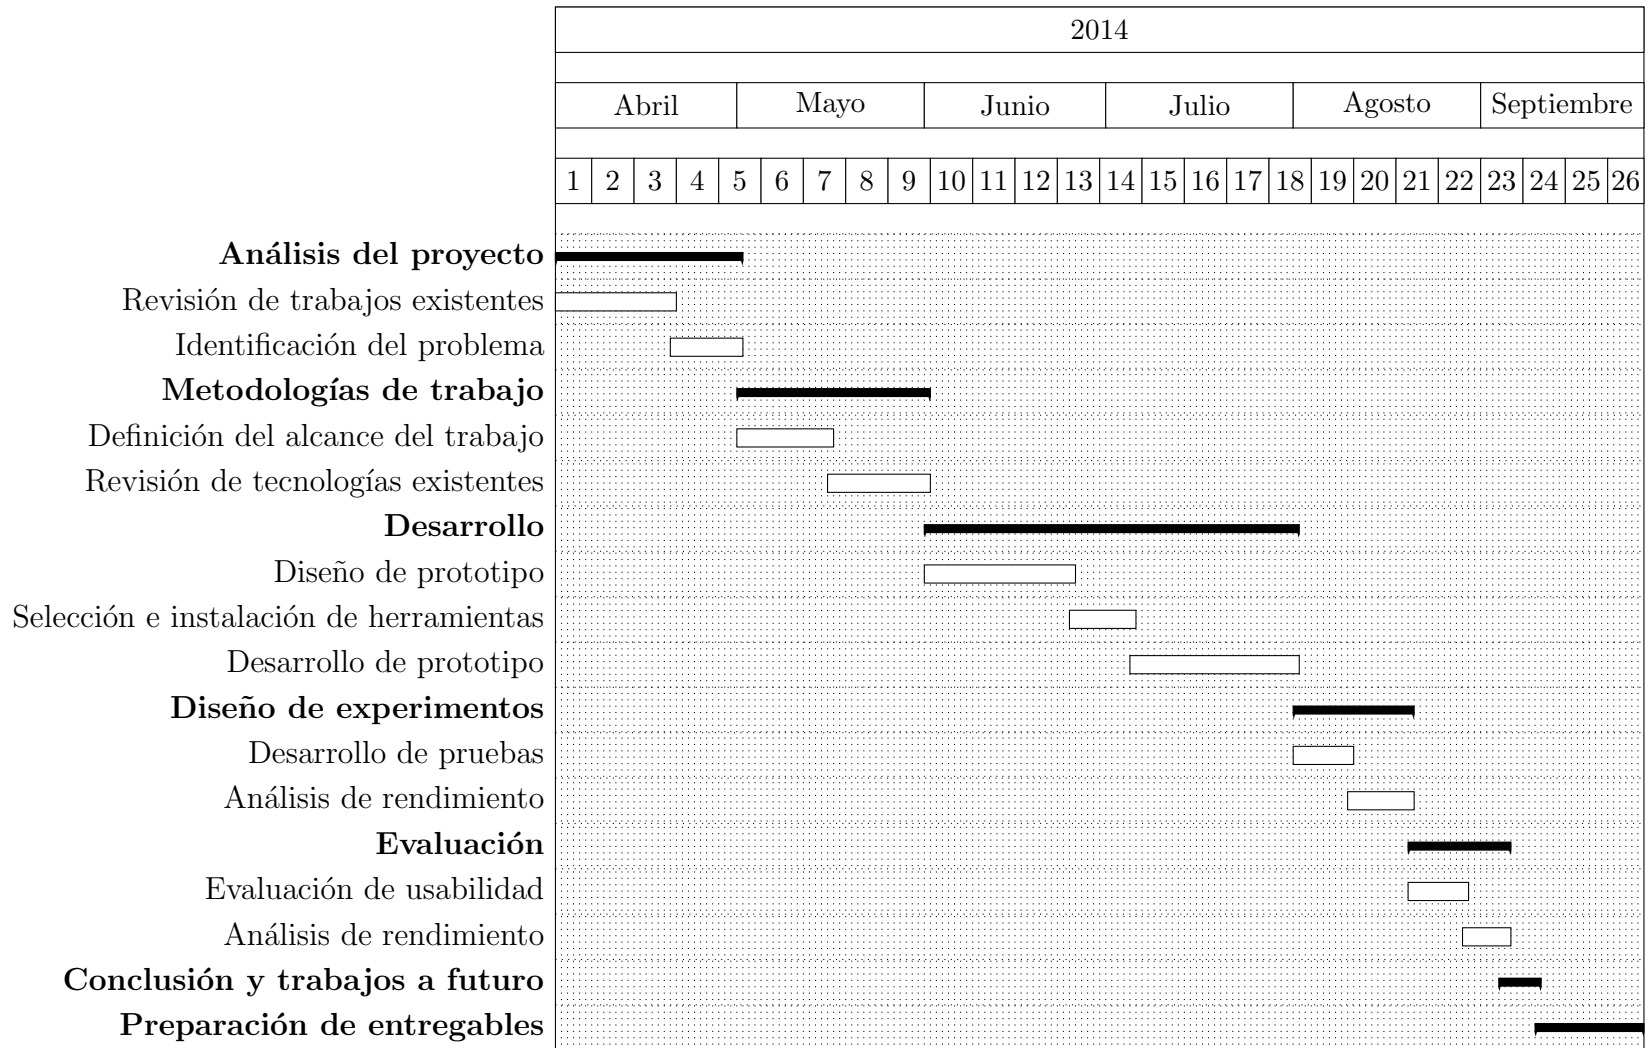 2014
Abril Mayo Junio Julio Agosto Septiembre
1 2 3 4 5 6 7 8 9 10 11 12 13 14 15 16 17 18 19 20 21 22 23 24 25 26
Análisis del proyecto
Revisión de trabajos existentes
Identificación del problema
Metodologías de trabajo
Definición del alcance del trabajo
Revisión de tecnologías existentes
Desarrollo
Diseño de prototipo
Selección e instalación de herramientas
Desarrollo de prototipo
Diseño de experimentos
Desarrollo de pruebas
Análisis de rendimiento
Evaluación
Evaluación de usabilidad
Análisis de rendimiento
Conclusión y trabajos a futuro
Preparación de entregables